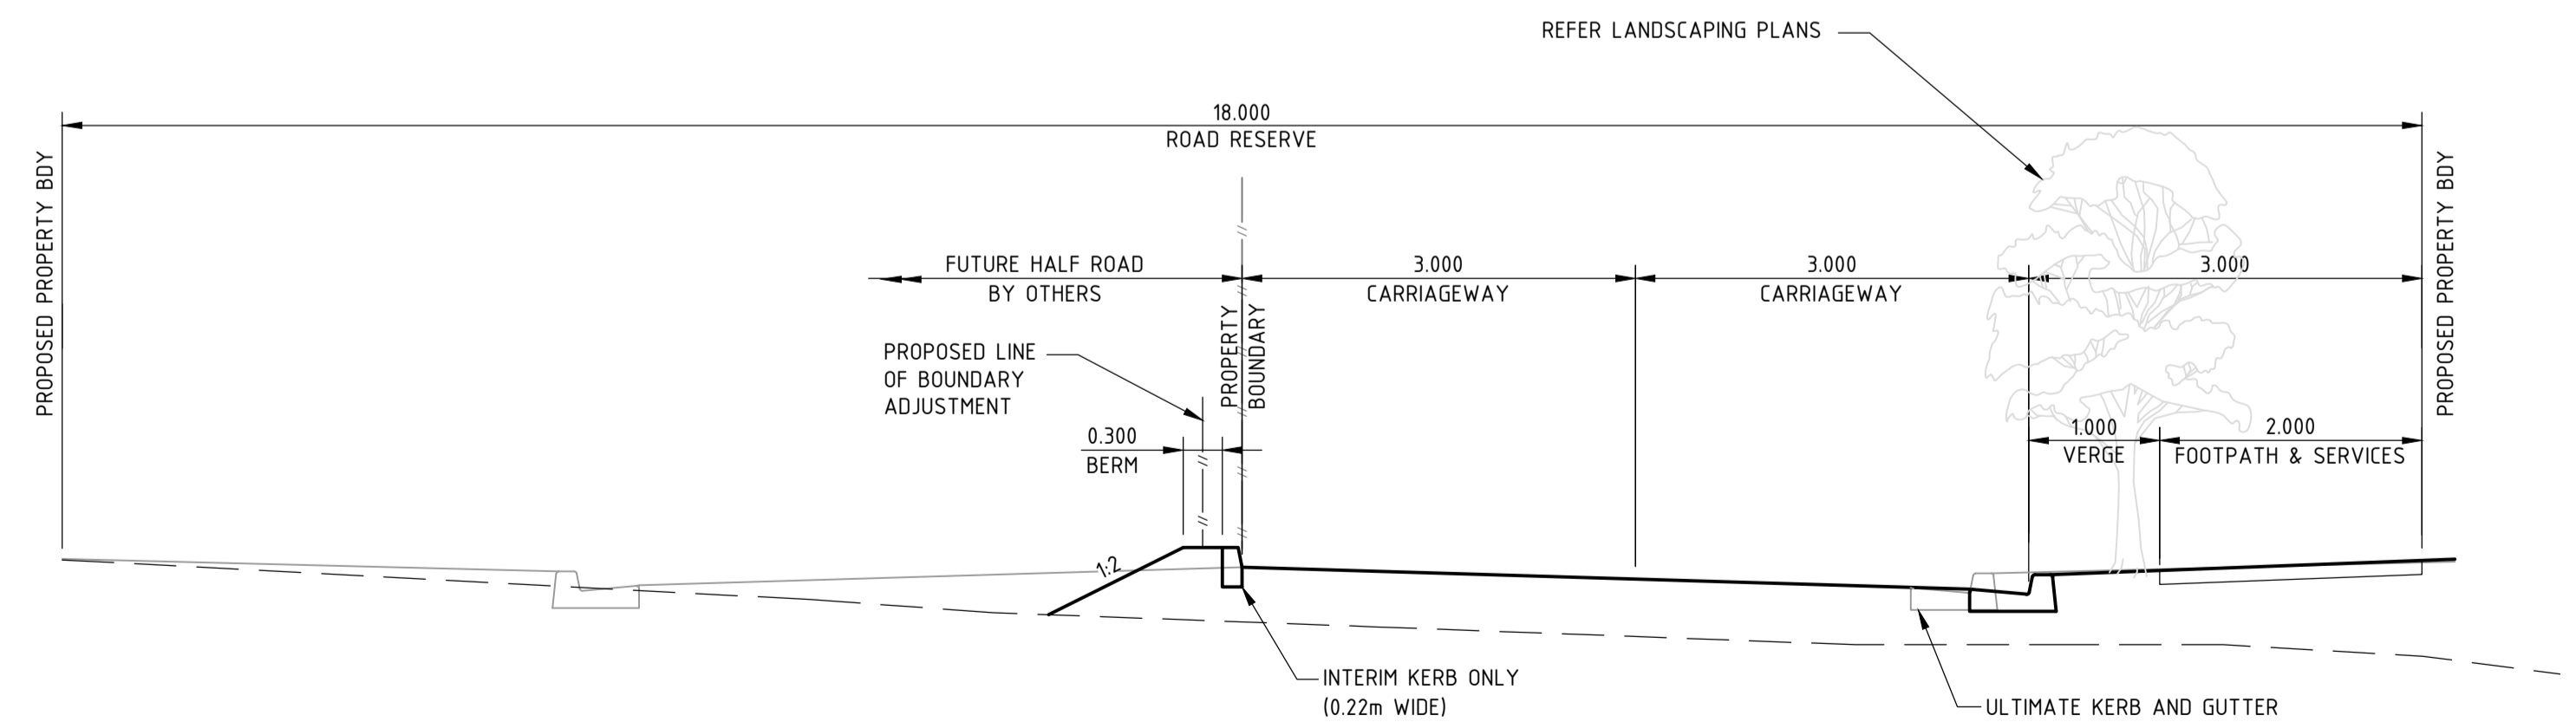 REFER LANDSCAPING PLANS
18.000
ROAD RESERVE
PROPOSED PROPERTY BDY
PROPOSED PROPERTY BDY
FUTURE HALF ROAD
BY OTHERS
3.000
CARRIAGEWAY
3.000
CARRIAGEWAY
3.000
PROPERTY
BOUNDARY
PROPOSED LINE
OF BOUNDARY
ADJUSTMENT
0.300
BERM
1.000
VERGE
2.000
FOOTPATH & SERVICES
1:2
INTERIM KERB ONLY
(0.22m WIDE)
ULTIMATE KERB AND GUTTER